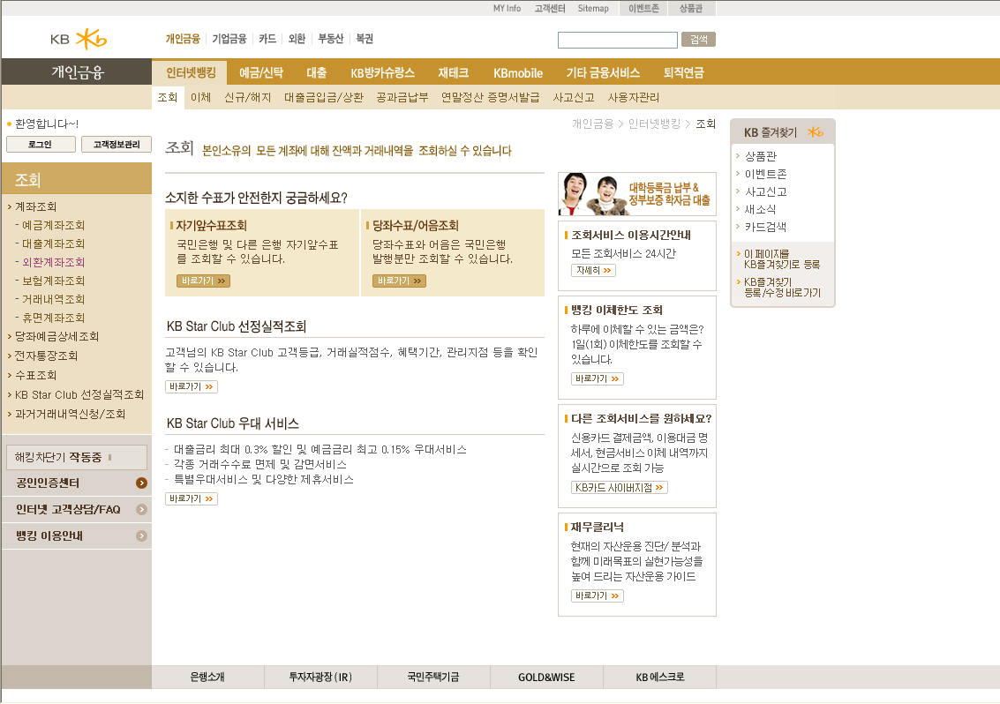 MY Info 고객센터 Sitemap 이벤트존 상품관
KB
개인금융 기업금융 카드 외환 부동산 복권
검색
개인금융
인터넷뱅킹 예금/신탁 대출 KB방카슈랑스 재테크 KBmobile 기타 금융서비스 퇴직연금
조회 이체 신규/해지 대출금입금/상환 공과금납부 연말정산 증명서발급 사고신고 사용자관리
환영합니다~!
로그인 고객정보관리
조회
계좌조회
- 예금계좌조회
- 대출계좌조회
- 외환계좌조회
- 보험계좌조회
- 거래내역조회
- 휴면계좌조회
당좌예금상세조회
전자통장조회
수표조회
KB Star Club 선정실적조회
과거거래내역신청/조회
해킹차단기 작동중
공인인증센터
인터넷 고객상담/FAQ
뱅킹 이용안내
개인금융 > 인터넷뱅킹 > 조회
조회 본인소유의 모든 계좌에 대해 잔액과 거래내역을 조회하실 수 있습니다
소지한 수표가 안전한지 궁금하세요?
자기앞수표조회
국민은행 및 다른 은행 자기앞수표
를 조회할 수 있습니다.
바로가기 >>
당좌수표/어음조회
당좌수표와 어음은 국민은행
발행분만 조회할 수 있습니다.
바로가기 >>
KB Star Club 선정실적조회
고객님의 KB Star Club 고객등급, 거래실적점수, 혜택기간, 관리지점 등을 확인
할 수 있습니다.
바로가기 >>
KB Star Club 우대 서비스
- 대출금리 최대 0.3% 할인 및 예금금리 최고 0.15% 우대서비스
- 각종 거래수수료 면제 및 감면서비스
- 특별우대서비스 및 다양한 제휴서비스
바로가기 >>
대학등록금 납부 &
정부보증 학자금 대출
조회서비스 이용시간안내
모든 조회서비스 24시간
자세히 >>
뱅킹 이체한도 조회
하루에 이체할 수 있는 금액은?
1일(1회) 이체한도를 조회할 수
있습니다.
바로가기 >>
다른 조회서비스를 원하세요?
신용카드 결제금액, 이용대금 명
세서, 현금서비스 이체 내역까지
실시간으로 조회 가능
KB카드 사이버지점 >>
재무클리닉
현재의 자산운용 진단/ 분석과
함께 미래목표의 실현가능성을
높여 드리는 자산운용 가이드
바로가기 >>
KB 즐겨찾기
상품관
이벤트존
사고신고
새소식
카드검색
이 페이지를
KB즐겨찾기로 등록
KB즐겨찾기
등록/수정 바로가기
은행소개 투자자광장 (IR) 국민주택기금 GOLD&WISE KB 에스크로